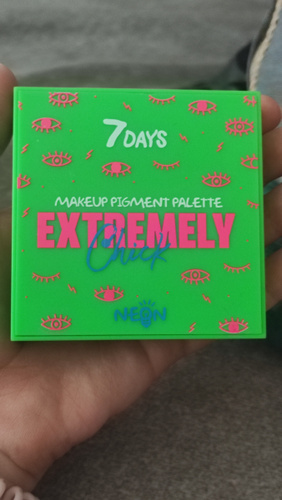 7DAYS
MAKEUP PIGMENT PALETTE
EXTREMELY
Chick
NEON